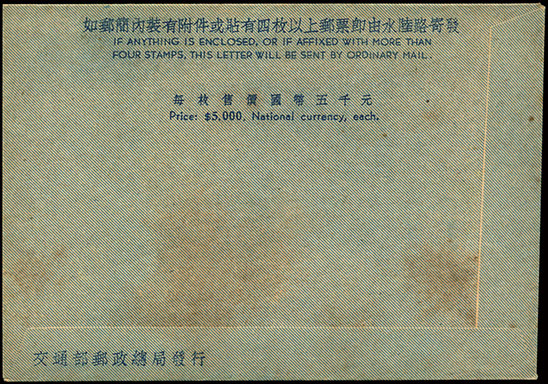 如郵簡內裝有附件或貼有四枚以上郵票即由水陸路寄發
IF ANYTHING IS ENCLOSED, OR IF AFFIXED WITH MORE THAN
FOUR STAMPS, THIS LETTER WILL BE SENT BY ORDINARY MAIL.
每枚售價國幣五千元
Price: $5,000, National currency, each.
交通部郵政總局發行